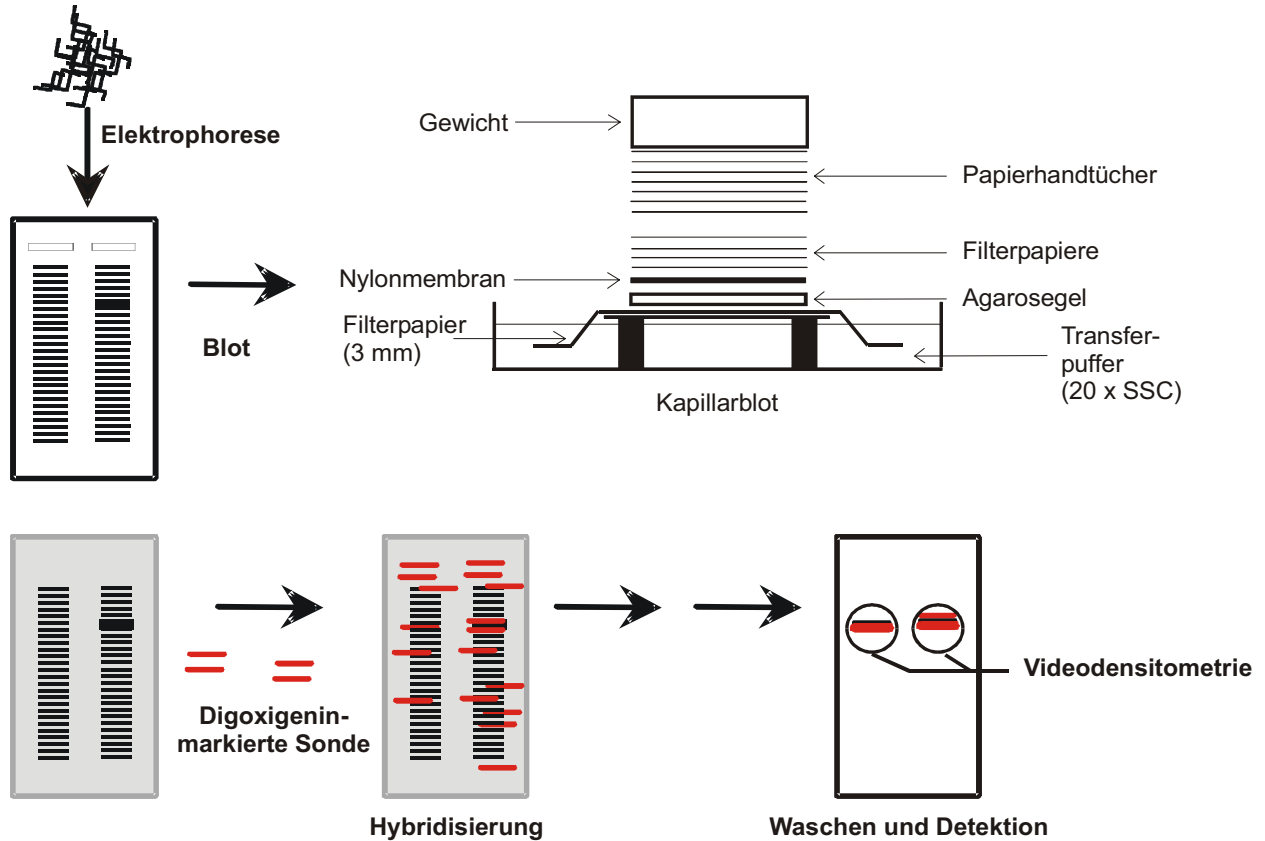 Elektrophorese
Gewicht
Papierhandtücher
Filterpapiere
Nylonmembran
Agarosegel
Blot
Filterpapier
(3 mm)
Transfer-
puffer
(20 x SSC)
Kapillarblot
Digoxigenin-
markierte Sonde
Videodensitometrie
Hybridisierung
Waschen und Detektion